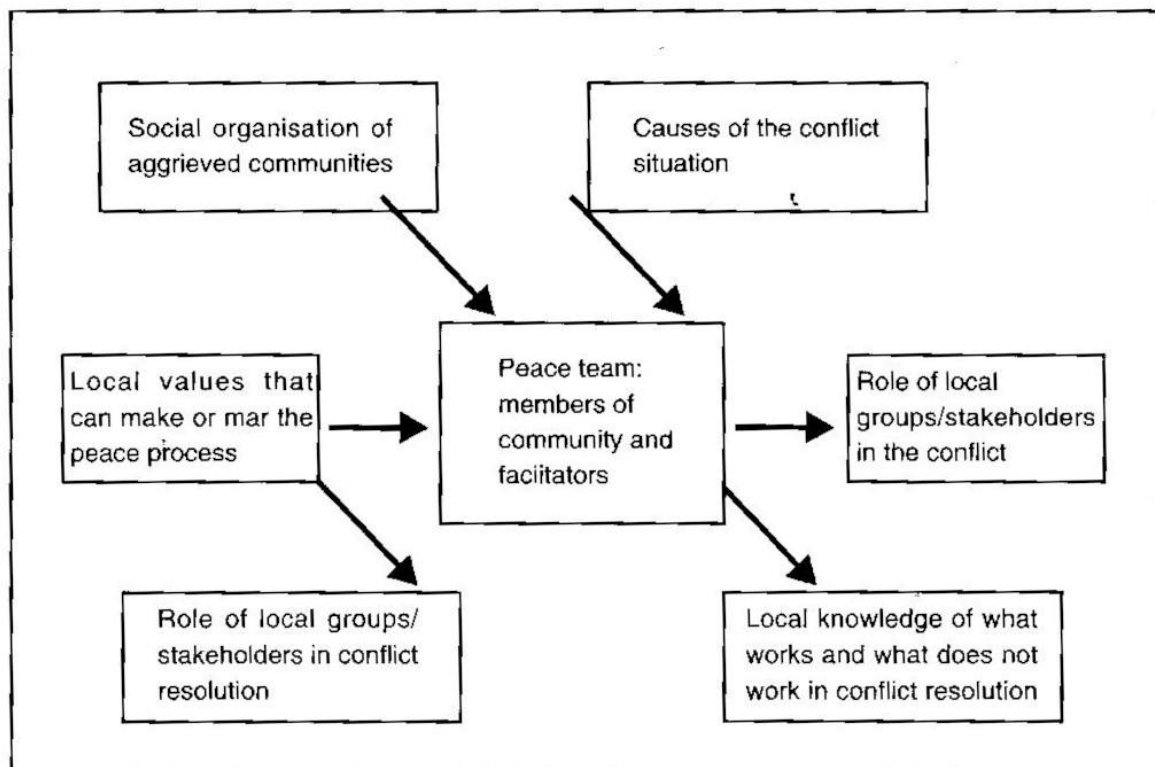 Social organisation of
aggrieved communities
Causes of the conflict
situation
Peace team:
members of
community and
faciitators
Local values that
can make or mar the
peace process
Role of local
groups/stakeholders
in the conflict
Role of local groups/
stakeholders in conflict
resolution
Local knowledge of what
works and what does not
work in conflict resolution